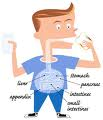 stomach
liver
pancreas
appendix
intestines
small
intestines